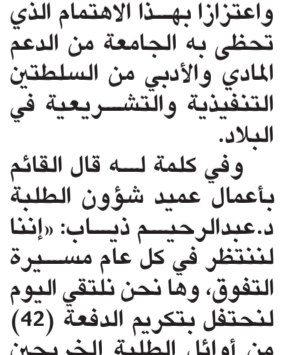 واعتزازا بهذا الاهتمام الذي
تحظى به الجامعة من الدعم
المادي والأدبي من السلطتين
التنفيذية والتشريعية في
البلاد.
وفي كلمة له قال القائم
بأعمال عميد شؤون الطلبة
د.عبدالرحيم ذياب: «إننا
لننتظر في كل عام مسيرة
التفوق، وها نحن نلتقي اليوم
لنحتفل بتكريم الدفعة (42)
من أوائل الطلبة الخريجين